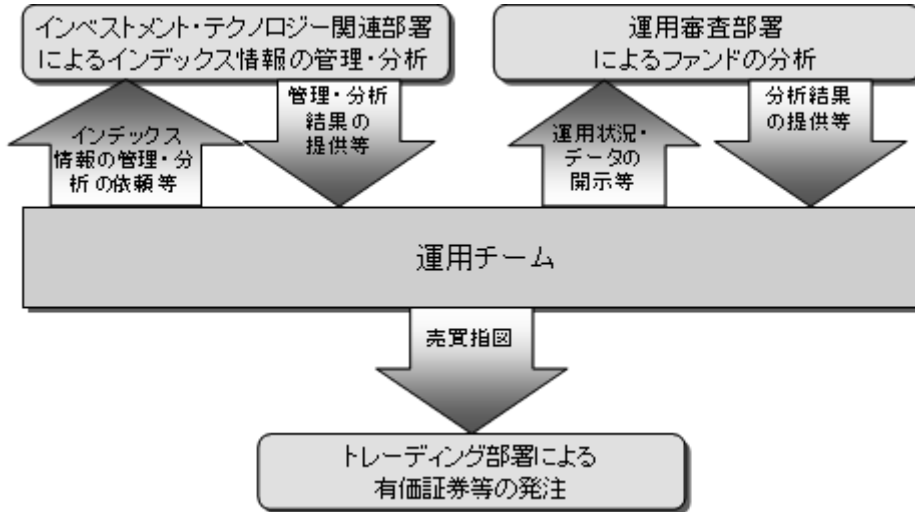 インベストメント・テクノロジー関連部署
によるインデックス情報の管理・分析
運用審査部署
によるファンドの分析
インデックス
情報の管理・分
析の依頼等
管理・分析
結果の
提供等
運用状況・
データの
開示等
分析結果
の提供等
運用チーム
売買指図
トレーディング部署による
有価証券等の発注